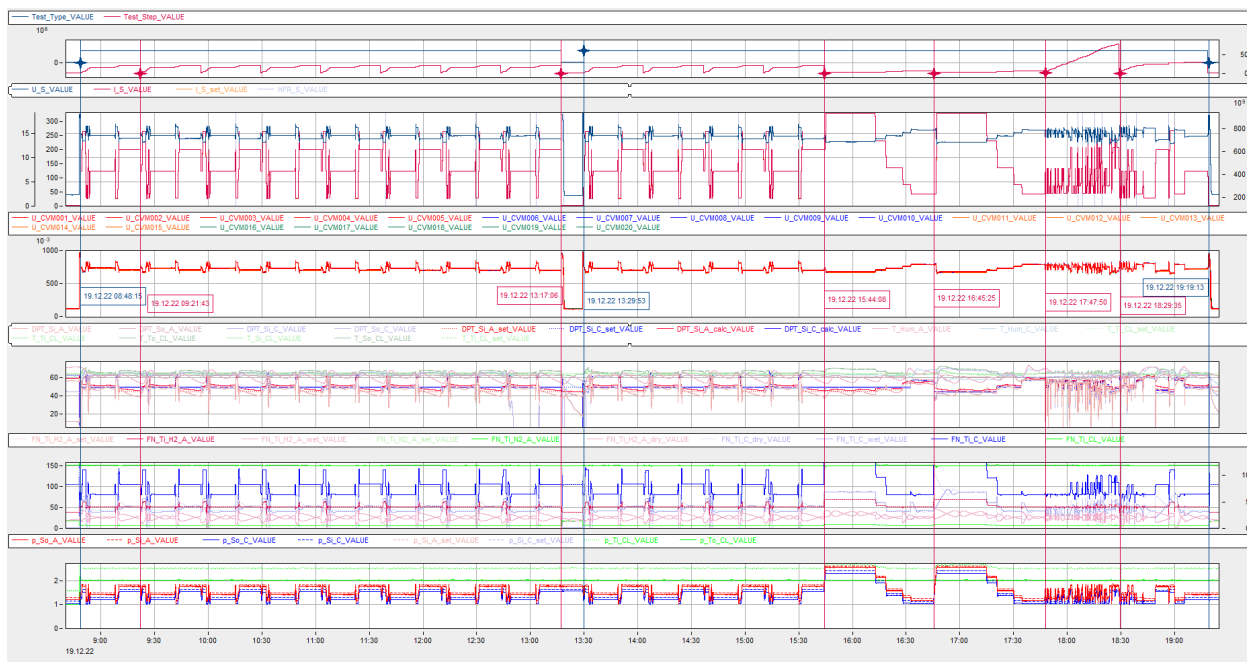 Test_Type_VALUE Test_Step_VALUE
10⁶
0 50
0
U_S_VALUE I_S_VALUE I_S_set_VALUE HFR_S_VALUE
10⁹
300
15 250 800
10 200 600
150
5 100 400
50 200
0 0
U_CVM001_VALUE U_CVM002_VALUE U_CVM003_VALUE U_CVM004_VALUE U_CVM005_VALUE U_CVM006_VALUE U_CVM007_VALUE U_CVM008_VALUE U_CVM009_VALUE U_CVM010_VALUE U_CVM011_VALUE U_CVM012_VALUE U_CVM013_VALUE
U_CVM014_VALUE U_CVM015_VALUE U_CVM016_VALUE U_CVM017_VALUE U_CVM018_VALUE U_CVM019_VALUE U_CVM020_VALUE
10⁻³
1000
500
0
19.12.22 08:48:15 19.12.22 09:21:43 19.12.22 13:17:06 19.12.22 13:29:53 19.12.22 15:44:08 19.12.22 16:45:25 19.12.22 17:47:50 19.12.22 18:29:35 19.12.22 19:19:13
DPT_Si_A_VALUE DPT_So_A_VALUE DPT_Si_C_VALUE DPT_So_C_VALUE DPT_Si_A_set_VALUE DPT_Si_C_set_VALUE DPT_Si_A_calc_VALUE DPT_Si_C_calc_VALUE T_Hum_A_VALUE T_Hum_C_VALUE T_Ti_CL_VALUE
T_To_CL_VALUE T_Si_CL_VALUE T_So_CL_VALUE T_Ti_CL_set_VALUE
60
40
20
FN_Ti_H2_A_set_VALUE FN_Ti_H2_A_VALUE FN_Ti_H2_A_wet_VALUE FN_Ti_N2_A_set_VALUE FN_Ti_N2_A_VALUE FN_Ti_H2_A_dry_VALUE FN_Ti_C_dry_VALUE FN_Ti_C_wet_VALUE FN_Ti_C_VALUE FN_Ti_CL_VALUE
150
100
50 5
0 0
p_So_A_VALUE p_Si_A_VALUE p_So_C_VALUE p_Si_C_VALUE p_Si_A_set_VALUE p_Si_C_set_VALUE p_Ti_CL_VALUE p_To_CL_VALUE
2
1
0
9:00 9:30 10:00 10:30 11:00 11:30 12:00 12:30 13:00 13:30 14:00 14:30 15:00 15:30 16:00 16:30 17:00 17:30 18:00 18:30 19:00
19.12.22